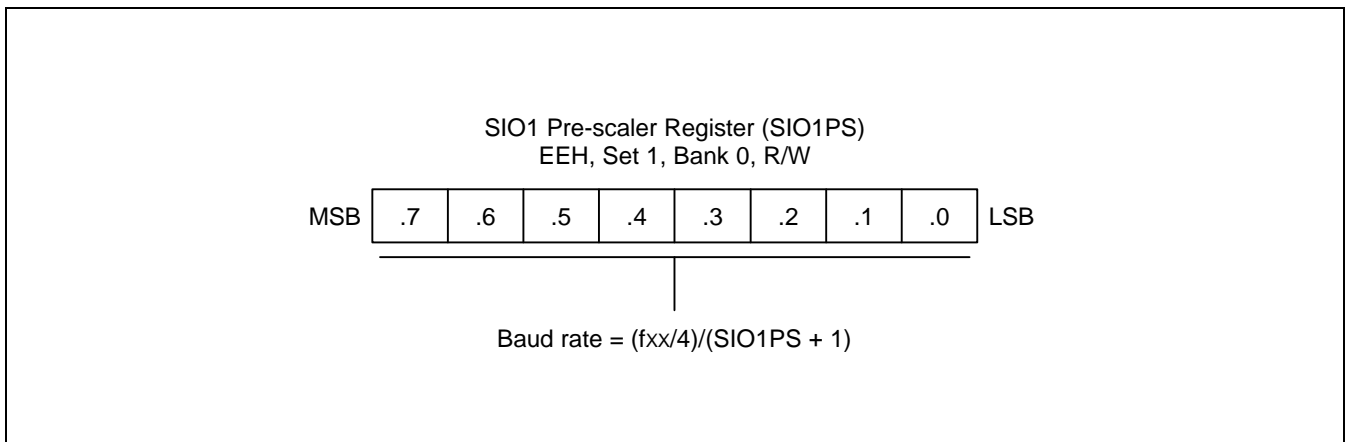 SIO1 Pre-scaler Register (SIO1PS)
EEH, Set 1, Bank 0, R/W
MSB .7 .6 .5 .4 .3 .2 .1 .0 LSB
Baud rate = (fxx/4)/(SIO1PS + 1)